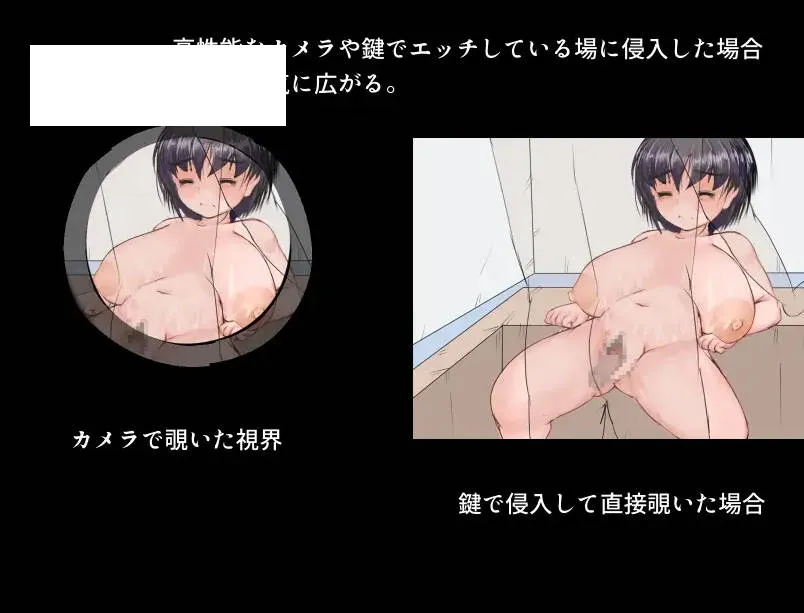 高性能なカメラや鍵でエッチしている場に侵入した場合
に広がる。
カメラで覗いた視界
鍵で侵入して直接覗いた場合